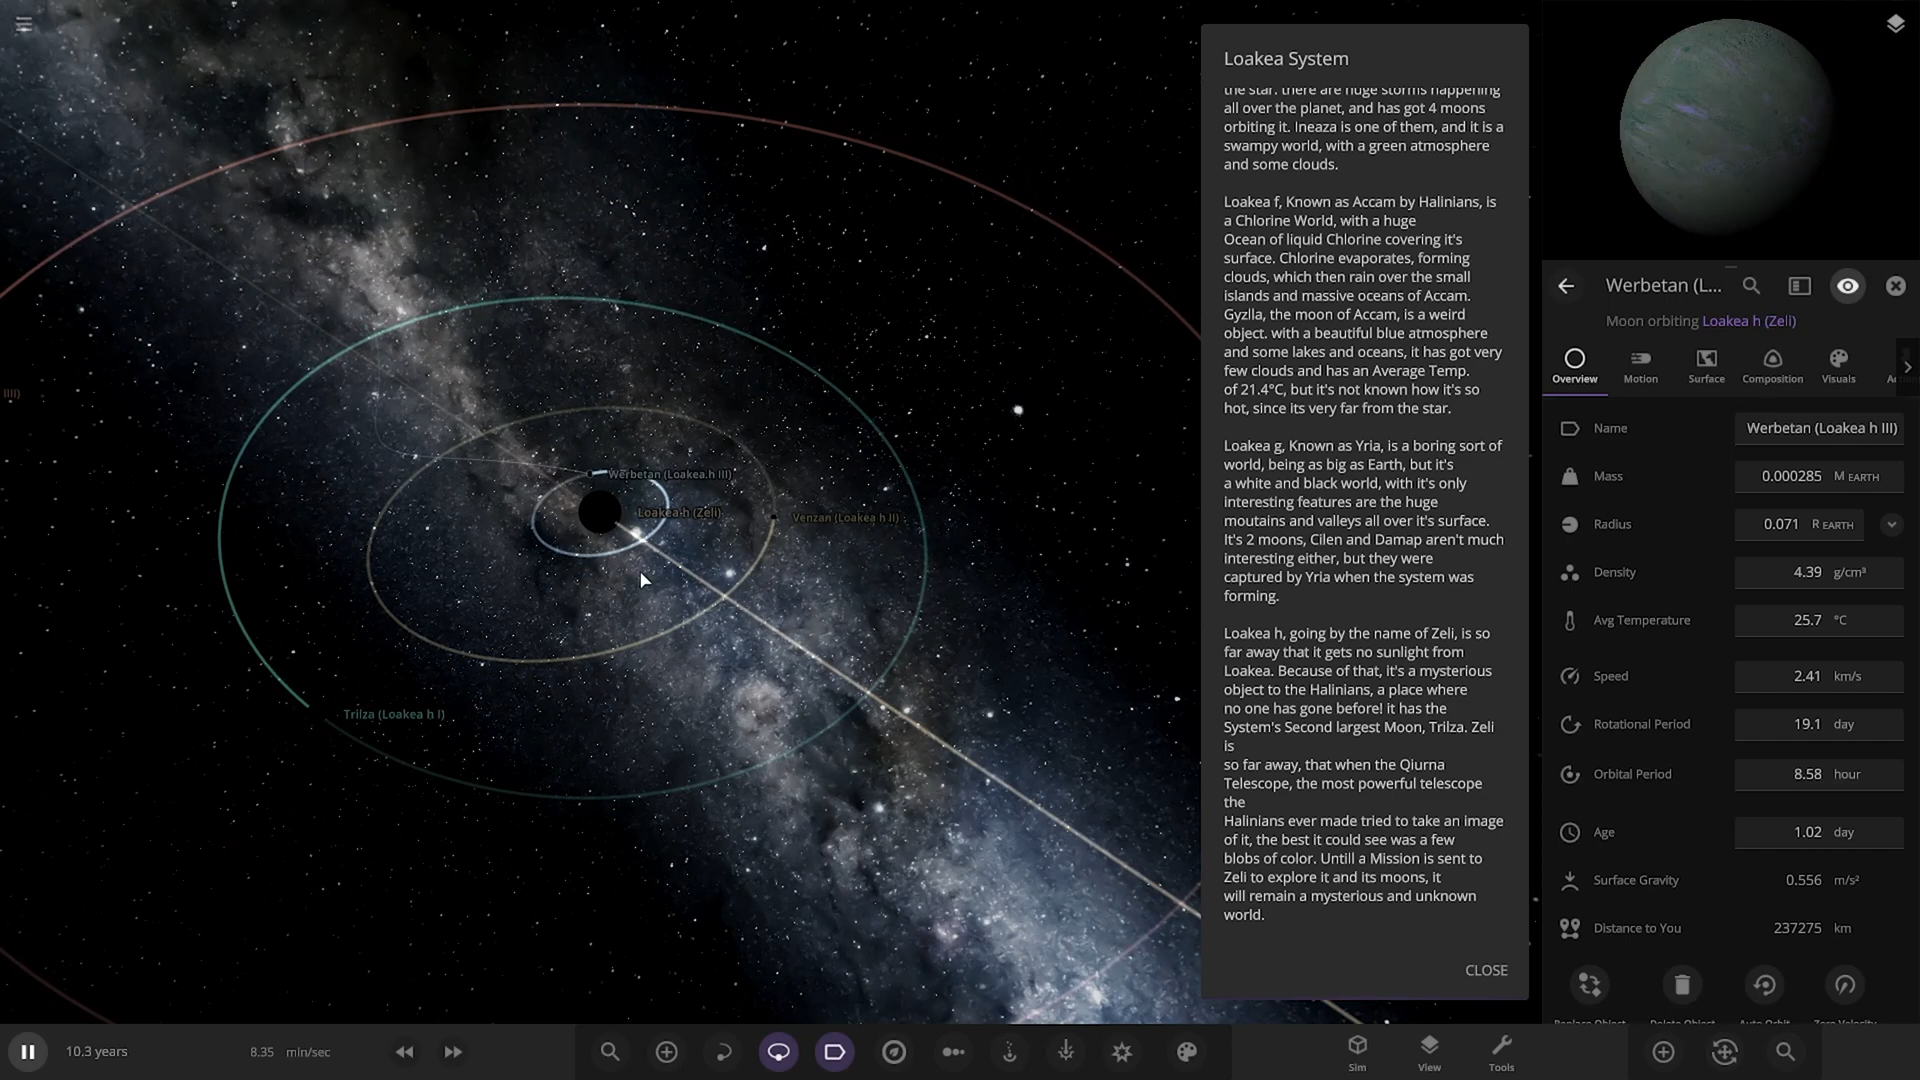 Loakea System
the star. there are huge storms happening
all over the planet, and has got 4 moons
orbiting it. Ineaza is one of them, and it is a
swampy world, with a green atmosphere
and some clouds.
Loakea f, Known as Accam by Halinians, is
a Chlorine World, with a huge
Ocean of liquid Chlorine covering it's
surface. Chlorine evaporates, forming
clouds, which then rain over the small
islands and massive oceans of Accam.
Gyzlla, the moon of Accam, is a weird
object. with a beautiful blue atmosphere
and some lakes and oceans, it has got very
few clouds and has an Average Temp.
of 21.4°C, but it's not known how it's so
hot, since its very far from the star.
Loakea g, Known as Yria, is a boring sort of
world, being as big as Earth, but it's
a white and black world, with it's only
interesting features are the huge
moutains and valleys all over it's surface.
It's 2 moons, Cilen and Damap aren't much
interesting either, but they were
captured by Yria when the system was
forming.
Loakea h, going by the name of Zeli, is so
far away that it gets no sunlight from
Loakea. Because of that, it's a mysterious
object to the Halinians, a place where
no one has gone before! it has the
System's Second largest Moon, Trilza. Zeli
is
so far away, that when the Qiurna
Telescope, the most powerful telescope
the
Halinians ever made tried to take an image
of it, the best it could see was a few
blobs of color. Untill a Mission is sent to
Zeli to explore it and its moons, it
will remain a mysterious and unknown
world.
CLOSE
IIII)
Werbetan (Loakea h III)
Loakea h (Zeli)
Venzan (Loakea h II)
Trilza (Loakea h I)
Werbetan (L...
Moon orbiting Loakea h (Zeli)
Overview
Motion
Surface
Composition
Visuals
Name Werbetan (Loakea h III)
Mass 0.000285 M EARTH
Radius 0.071 R EARTH
Density 4.39 g/cm³
Avg Temperature 25.7 °C
Speed 2.41 km/s
Rotational Period 19.1 day
Orbital Period 8.58 hour
Age 1.02 day
Surface Gravity 0.556 m/s²
Distance to You 237275 km
Replace Object
Delete Object
Auto Orbit
Zero Velocity
10.3 years
8.35 min/sec
Sim
View
Tools